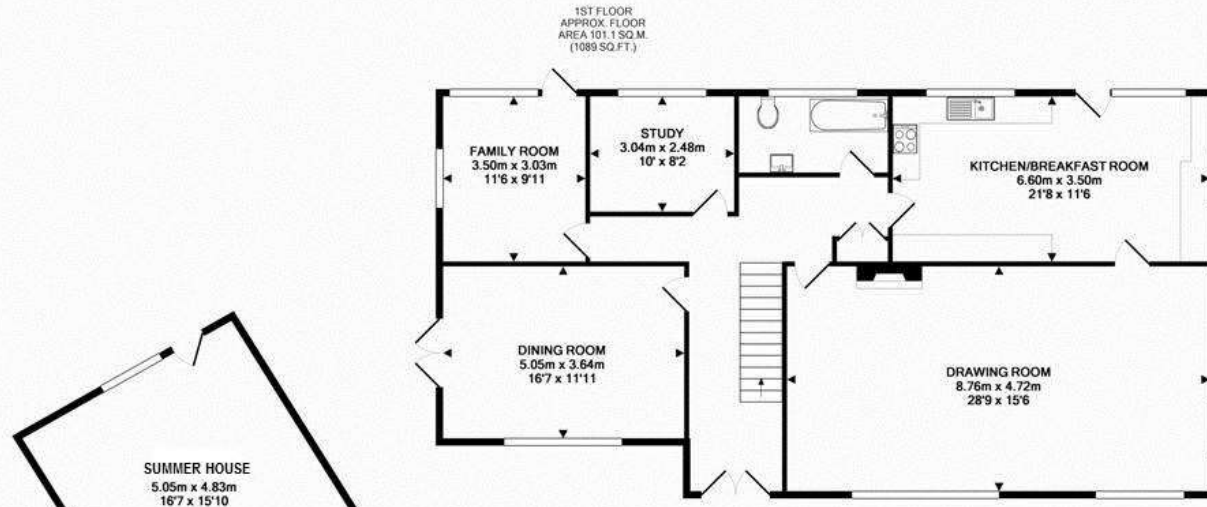 1ST FLOOR
APPROX. FLOOR
AREA 101.1 SQ.M.
(1089 SQ.FT.)
FAMILY ROOM
3.50m x 3.03m
11'6 x 9'11
STUDY
3.04m x 2.48m
10' x 8'2
KITCHEN/BREAKFAST ROOM
6.60m x 3.50m
21'8 x 11'6
DINING ROOM
5.05m x 3.64m
16'7 x 11'11
DRAWING ROOM
8.76m x 4.72m
28'9 x 15'6
SUMMER HOUSE
5.05m x 4.83m
16'7 x 15'10